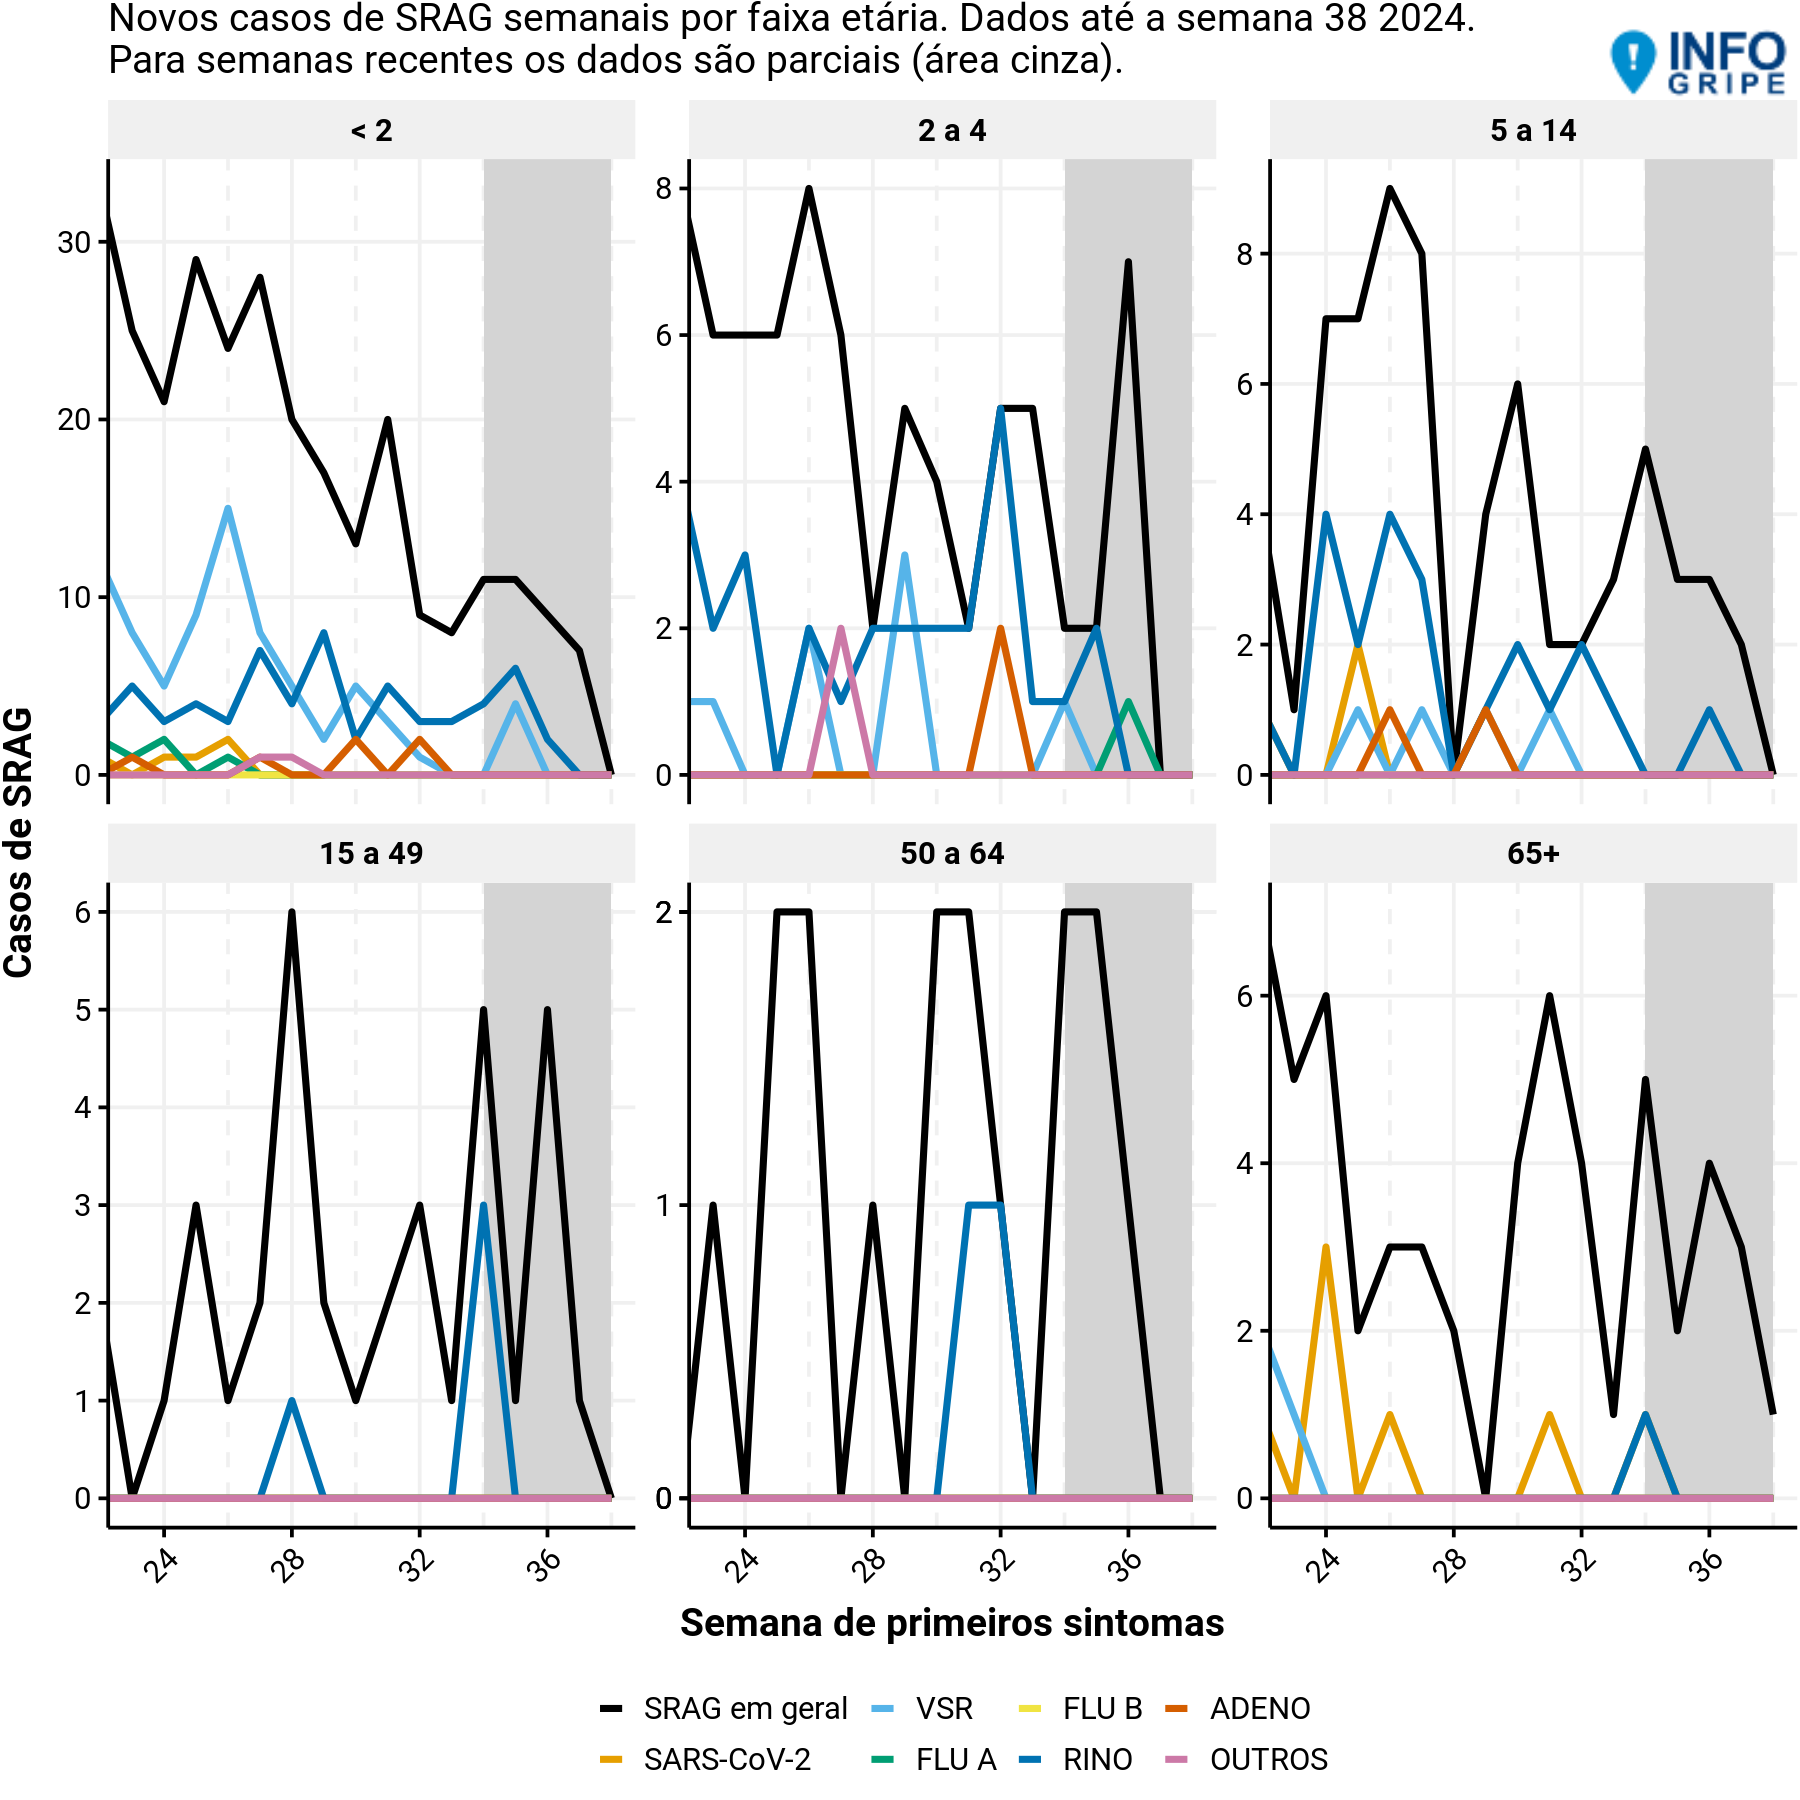 Novos casos de SRAG semanais por faixa etária. Dados até a semana 38 2024.
Para semanas recentes os dados são parciais (área cinza).
INFO
GRIPE
< 2
2 a 4
5 a 14
30
20
10
0
8
6
4
2
0
8
6
4
2
0
Casos de SRAG
15 a 49
50 a 64
65+
6
5
4
3
2
1
0
2
1
0
6
4
2
0
24
28
32
36
24
28
32
36
24
28
32
36
Semana de primeiros sintomas
SRAG em geral
VSR
FLU B
ADENO
SARS-CoV-2
FLU A
RINO
OUTROS